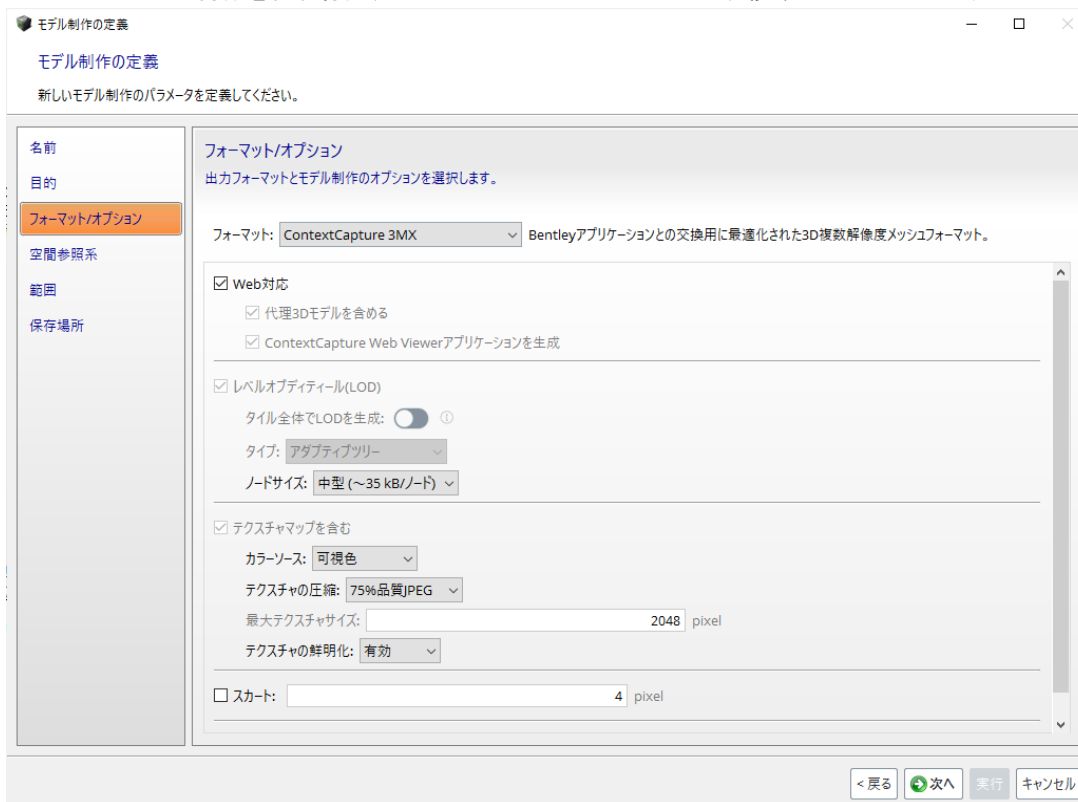 モデル制作の定義
モデル制作の定義
新しいモデル制作のパラメータを定義してください。
名前
目的
フォーマット/オプション
空間参照系
範囲
保存場所
フォーマット/オプション
出力フォーマットとモデル制作のオプションを選択します。
フォーマット: ContextCapture 3MX Bentleyアプリケーションとの交換用に最適化された3D複数解像度メッシュフォーマット。
Web対応
代理3Dモデルを含める
ContextCapture Web Viewerアプリケーションを生成
レベルオブディティール(LOD)
タイル全体でLODを生成:
タイプ: アダプティブツリー
ノードサイズ: 中型 (~35 kB/ノード)
テクスチャマップを含む
カラーソース: 可視色
テクスチャの圧縮: 75%品質JPEG
最大テクスチャサイズ: 2048 pixel
テクスチャの鮮明化: 有効
スカート: 4 pixel
< 戻る 次へ 実行 キャンセル